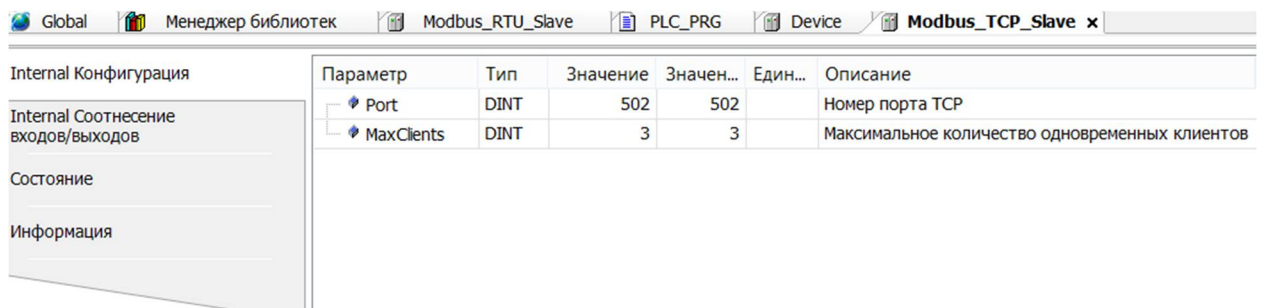 Global Менеджер библиотек Modbus_RTU_Slave PLC_PRG Device Modbus_TCP_Slave x
Internal Конфигурация
Internal Соотнесение
входов/выходов
Состояние
Информация
Параметр Тип Значение Значен... Един... Описание
Port DINT 502 502 Номер порта TCP
MaxClients DINT 3 3 Максимальное количество одновременных клиентов